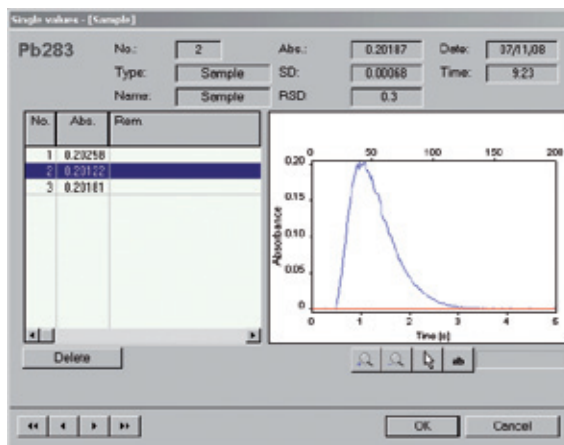 Single values - [Sample]
Pb283 No.: 2 Abs.: 0.20187 Date: 07/11/08
Type: Sample SD: 0.00068 Time: 9:23
Name: Sample RSD 0.3
No. Abs. Rem.
1 0.20258
2 0.20122
3 0.20181
Delete
0 50 100 150 200
0.20
0.15
0.10
0.05
0
Absorbance
0 1 2 3 4 5
Time [s]
ab
OK Cancel